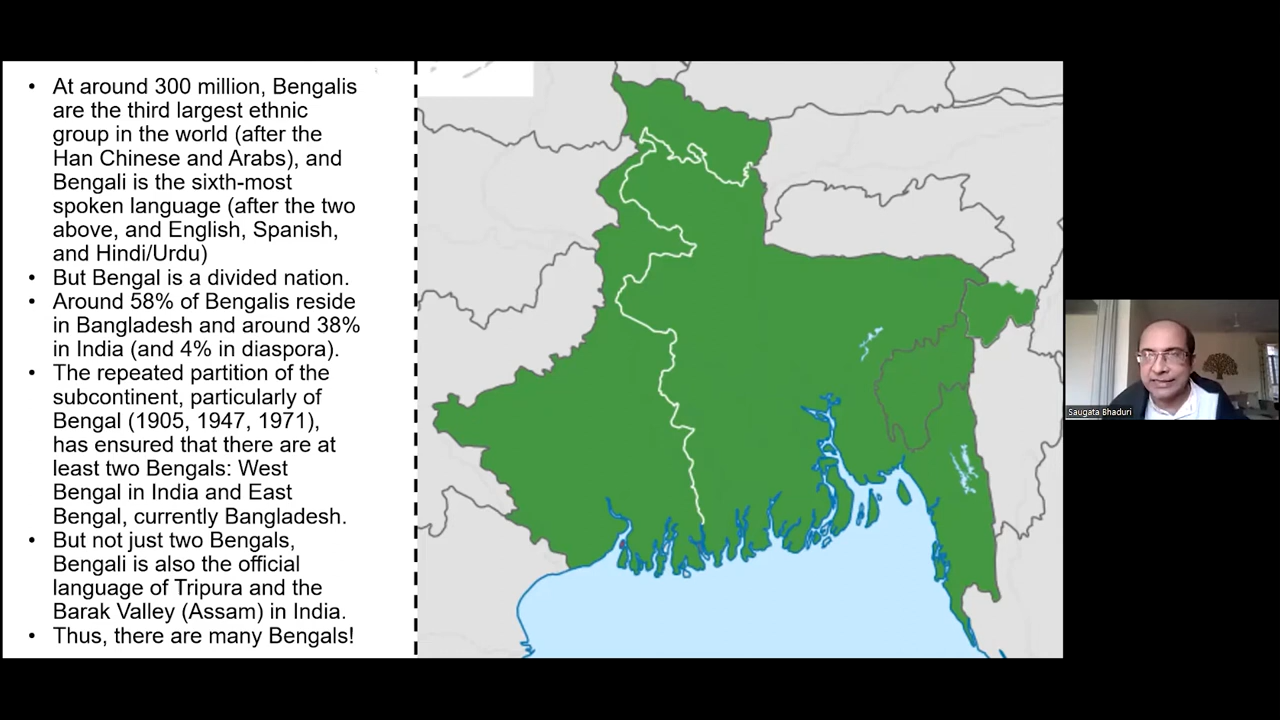 • At around 300 million, Bengalis
are the third largest ethnic
group in the world (after the
Han Chinese and Arabs), and
Bengali is the sixth-most
spoken language (after the two
above, and English, Spanish,
and Hindi/Urdu)
• But Bengal is a divided nation.
• Around 58% of Bengalis reside
in Bangladesh and around 38%
in India (and 4% in diaspora).
• The repeated partition of the
subcontinent, particularly of
Bengal (1905, 1947, 1971),
has ensured that there are at
least two Bengals: West
Bengal in India and East
Bengal, currently Bangladesh.
• But not just two Bengals,
Bengali is also the official
language of Tripura and the
Barak Valley (Assam) in India.
• Thus, there are many Bengals!
Saugata Bhaduri